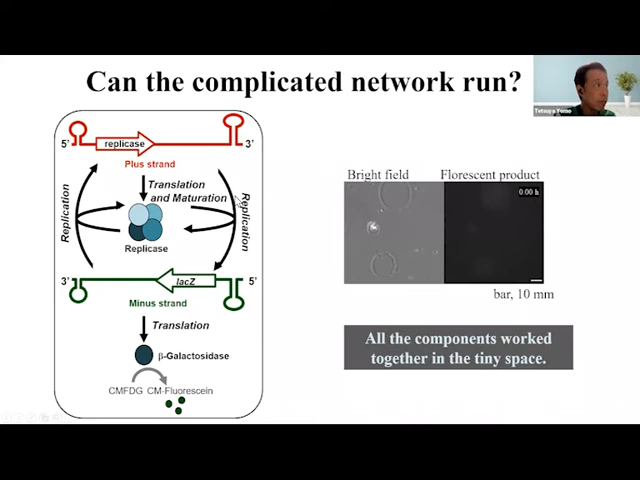 Can the complicated network run?
Tetsuya Yomo
5' replicase 3'
Plus strand
Translation
and Maturation
Replication
Replication
Replicase
3' lacZ 5'
Minus strand
Translation
β-Galactosidase
CMFDG CM-Fluorescein
Bright field Florescent product
0:00 h
bar, 10 mm
All the components worked
together in the tiny space.